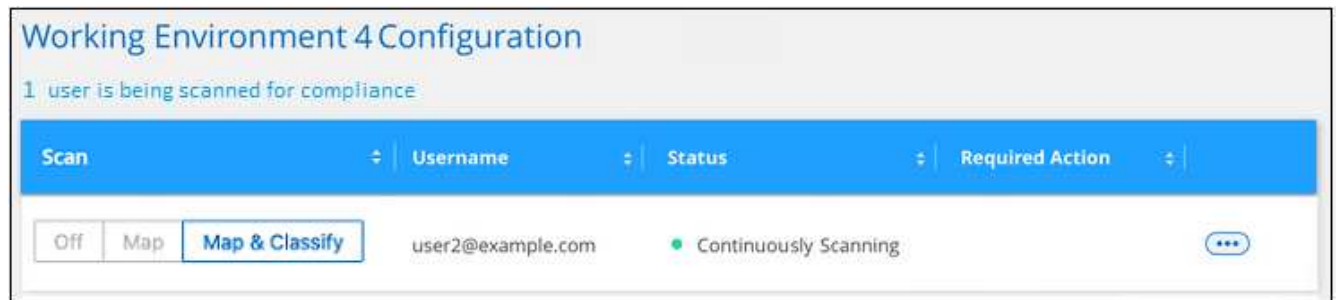 Working Environment 4 Configuration
1 user is being scanned for compliance
Scan Username Status Required Action
Off Map Map & Classify user2@example.com Continuously Scanning